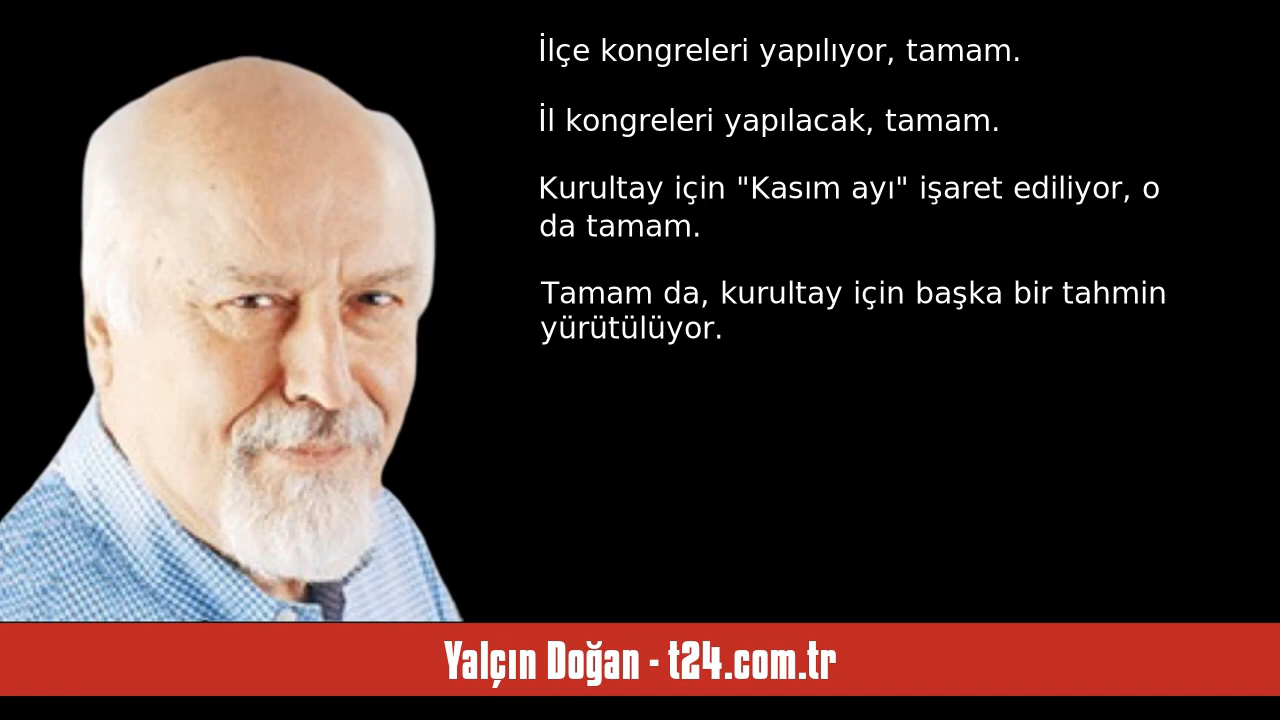 İlçe kongreleri yapılıyor, tamam.
İl kongreleri yapılacak, tamam.
Kurultay için "Kasım ayı" işaret ediliyor, o
da tamam.
Tamam da, kurultay için başka bir tahmin
yürütülüyor.
Yalçın Doğan - t24.com.tr